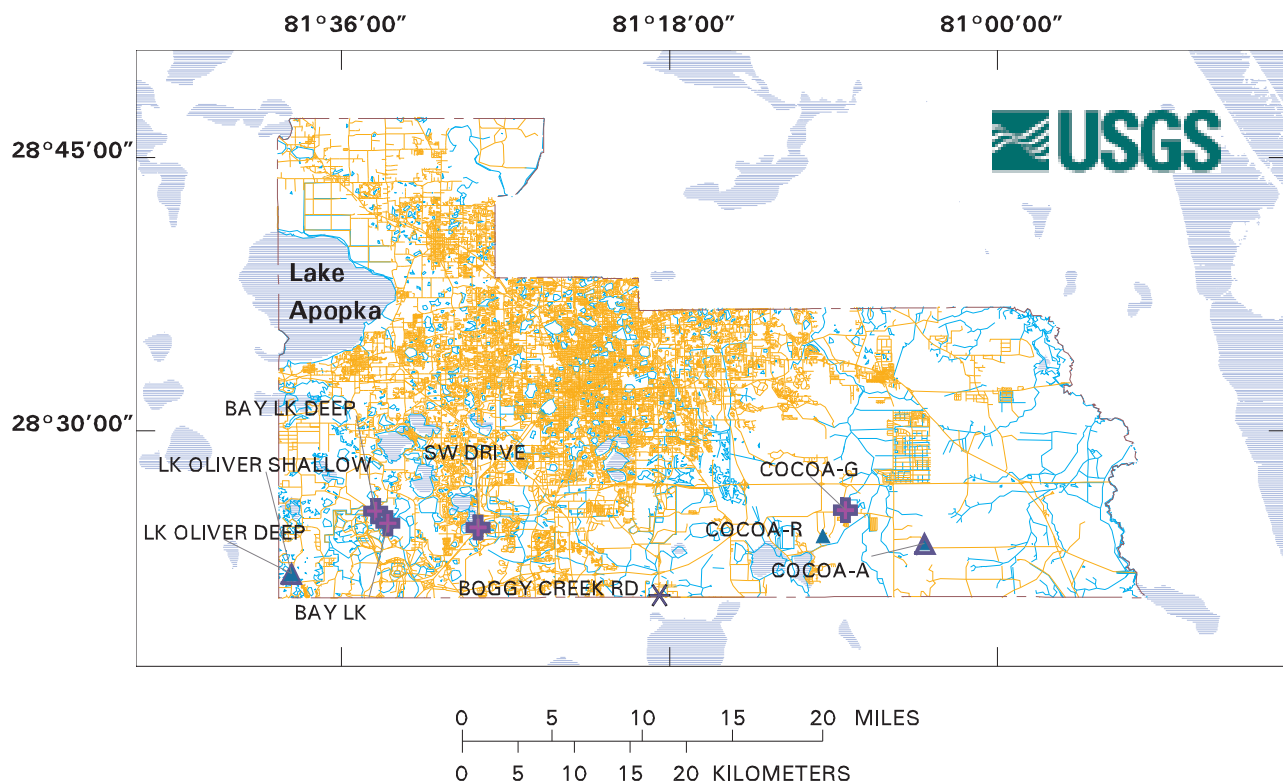 81°36'00" 81°18'00" 81°00'00"
28°45'00"
USGS
Lake
Apopka
BAY LK DEEP
28°30'00"
SW DRIVE
LK OLIVER SHALLOW
COCOA-G
LK OLIVER DEEP
COCOA-R
COCOA-A
BOGGY CREEK RD
BAY LK
0 5 10 15 20 MILES
0 5 10 15 20 KILOMETERS